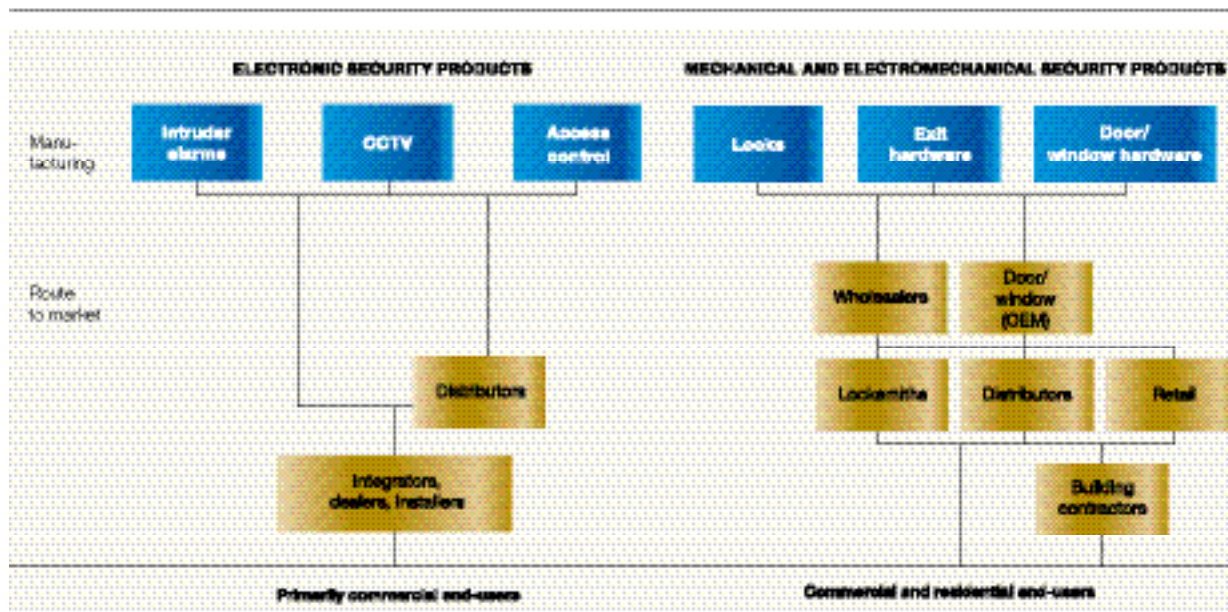 ELECTRONIC SECURITY PRODUCTS
MECHANICAL AND ELECTROMECHANICAL SECURITY PRODUCTS
Manu-
facturing
Intruder
alarms
CCTV
Access
control
Locks
Exit
hardware
Door/
window hardware
Route
to market
Wholesalers
Door/
window
(OEM)
Distributors
Locksmiths
Distributors
Retail
Integrators,
dealers, installers
Building
contractors
Primarily commercial end-users
Commercial and residential end-users